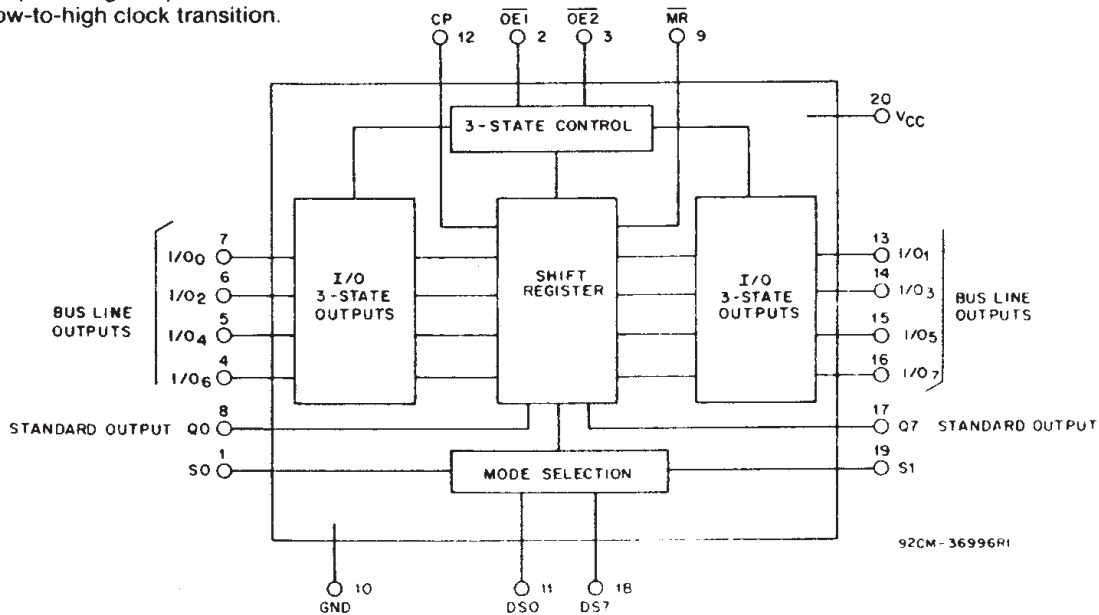 low-to-high clock transition.
CP OE1 OE2 MR
12 2 3 9
3-STATE CONTROL
20
VCC
7
I/O0
6
I/O2
5
I/O4
4
I/O6
BUS LINE
OUTPUTS
I/O
3-STATE
OUTPUTS
SHIFT
REGISTER
I/O
3-STATE
OUTPUTS
13
I/O1
14
I/O3
15
I/O5
16
I/O7
BUS LINE
OUTPUTS
8
STANDARD OUTPUT Q0
17
Q7 STANDARD OUTPUT
1
S0
MODE SELECTION
19
S1
92CM-36996R1
10 11 18
GND DS0 DS7